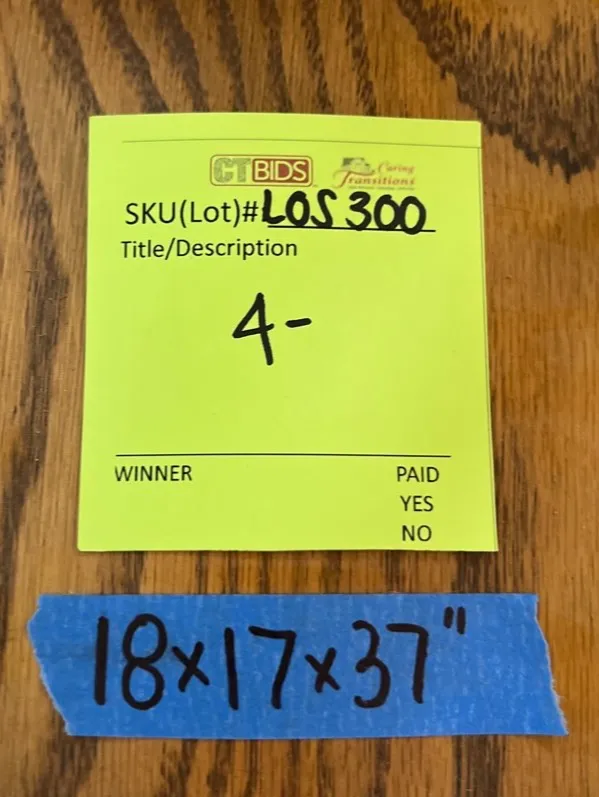 CTBIDS Caring Transitions
SKU(Lot)# LOS300
Title/Description
4-
WINNER PAID
YES
NO
18x17x37"